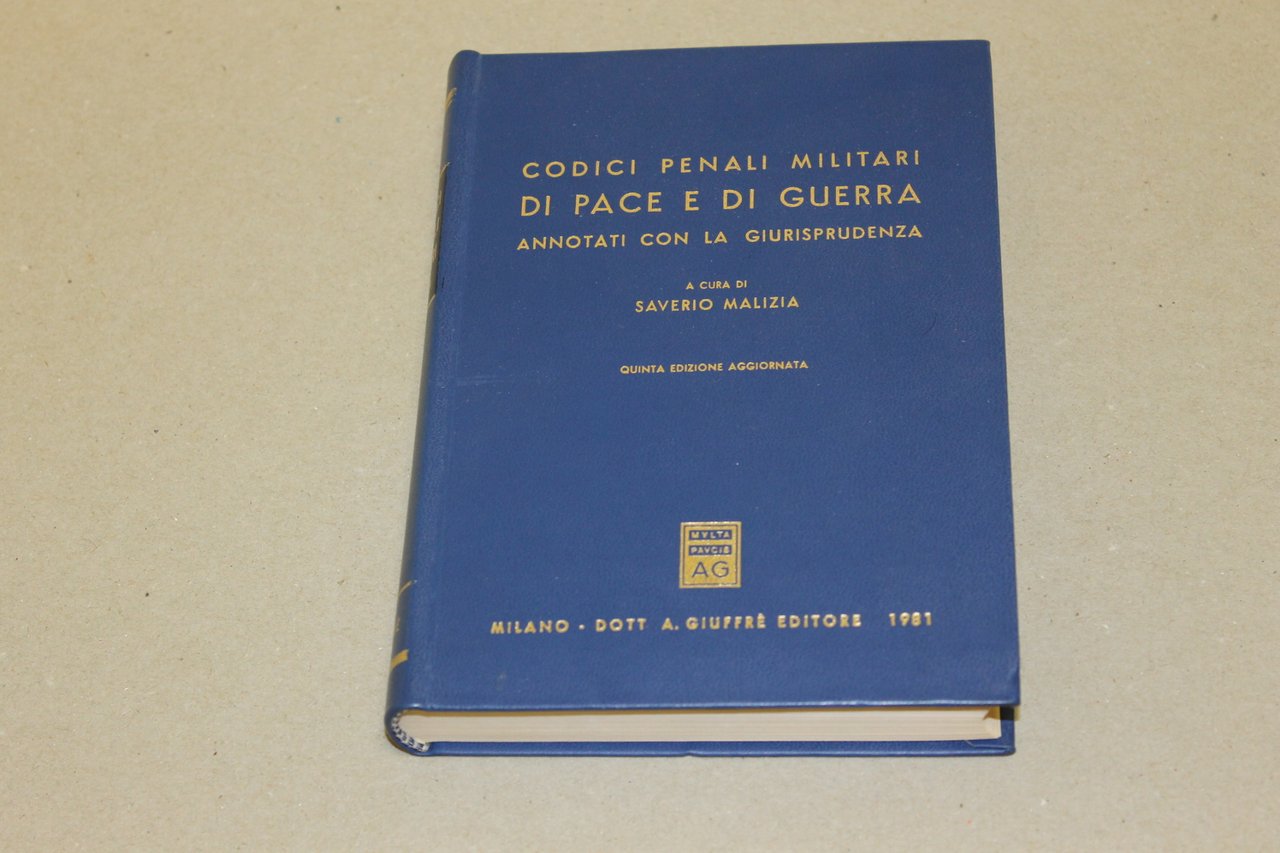 CODICI PENALI MILITARI
DI PACE E DI GUERRA
ANNOTATI CON LA GIURISPRUDENZA
A CURA DI
SAVERIO MALIZIA
QUINTA EDIZIONE AGGIORNATA
MVLTA
PAVCIS
AG
MILANO • DOTT A. GIUFFRÈ EDITORE 1981